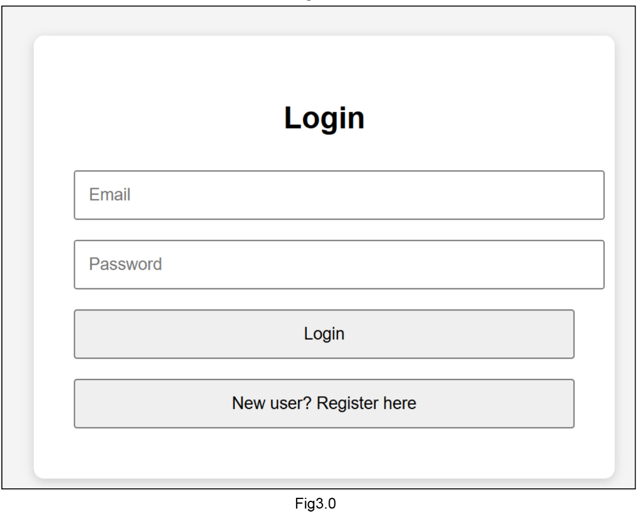 Login
Email
Password
Login
New user? Register here
Fig3.0